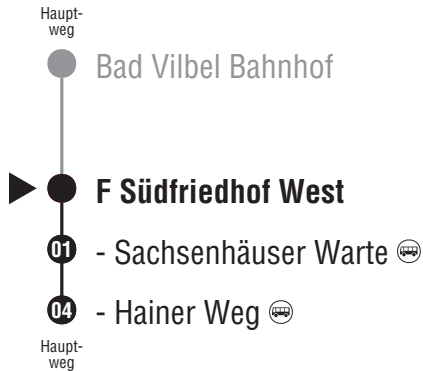 Haupt-
weg
Bad Vilbel Bahnhof
F Südfriedhof West
01 - Sachsenhäuser Warte
04 - Hainer Weg
Haupt-
weg